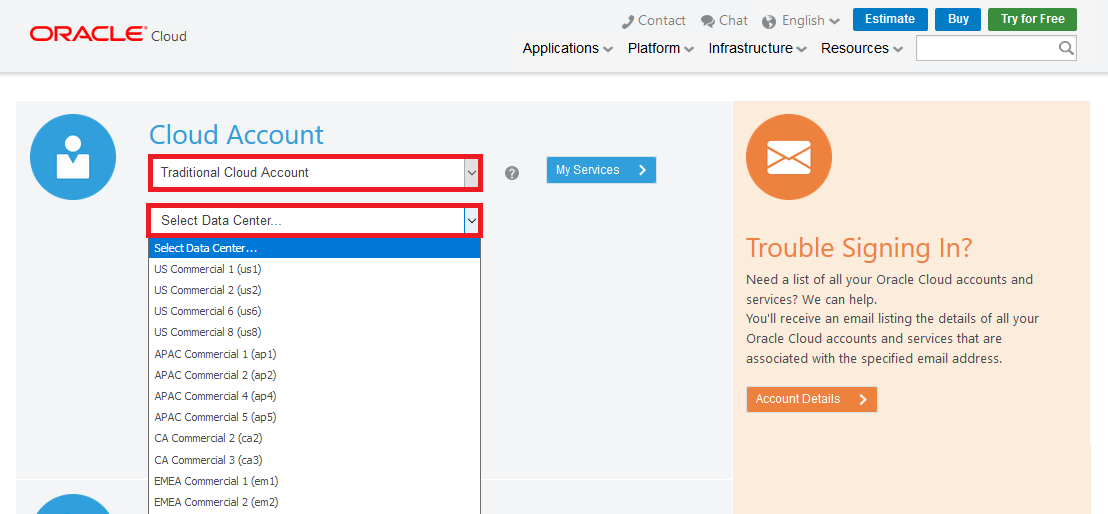 ORACLE® Cloud
Contact
Chat
English
Estimate
Buy
Try for Free
Applications
Platform
Infrastructure
Resources
Cloud Account
Traditional Cloud Account
?
My Services
Select Data Center...
Select Data Center...
US Commercial 1 (us1)
US Commercial 2 (us2)
US Commercial 6 (us6)
US Commercial 8 (us8)
APAC Commercial 1 (ap1)
APAC Commercial 2 (ap2)
APAC Commercial 4 (ap4)
APAC Commercial 5 (ap5)
CA Commercial 2 (ca2)
CA Commercial 3 (ca3)
EMEA Commercial 1 (em1)
EMEA Commercial 2 (em2)
Trouble Signing In?
Need a list of all your Oracle Cloud accounts and
services? We can help.
You'll receive an email listing the details of all your
Oracle Cloud accounts and services that are
associated with the specified email address.
Account Details